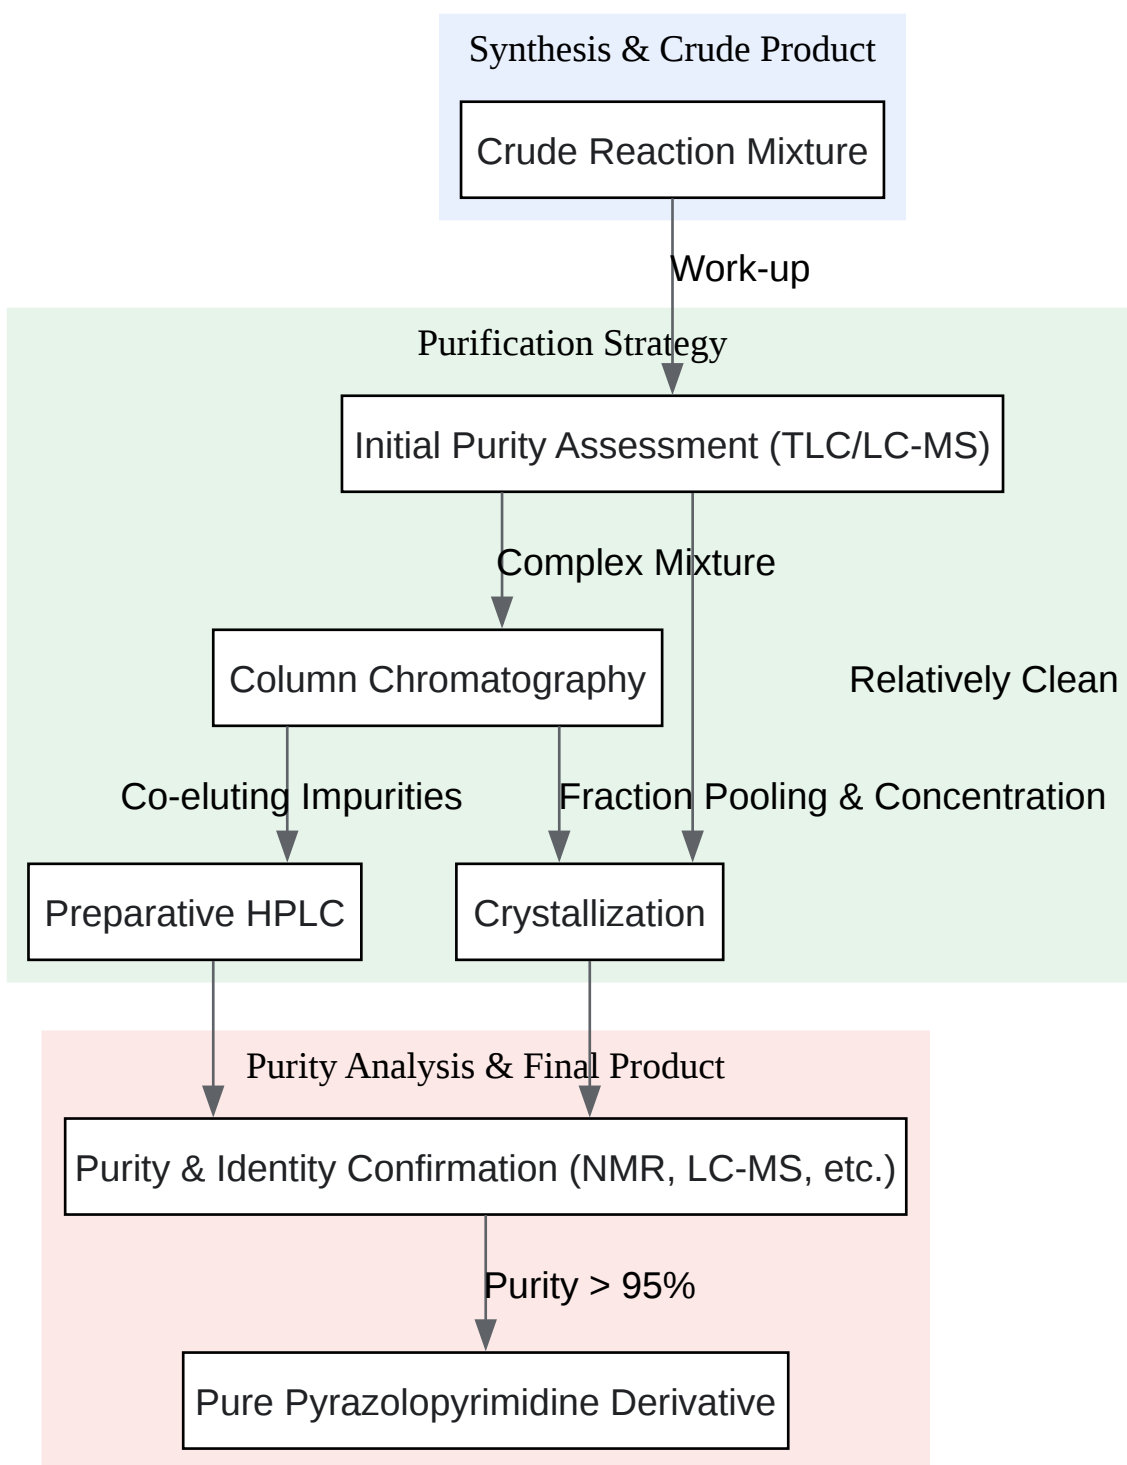 Synthesis & Crude Product
Crude Reaction Mixture
Work-up
Purification Strategy
Initial Purity Assessment (TLC/LC-MS)
Complex Mixture
Column Chromatography
Relatively Clean
Co-eluting Impurities
Fraction Pooling & Concentration
Preparative HPLC
Crystallization
Purity Analysis & Final Product
Purity & Identity Confirmation (NMR, LC-MS, etc.)
Purity > 95%
Pure Pyrazolopyrimidine Derivative